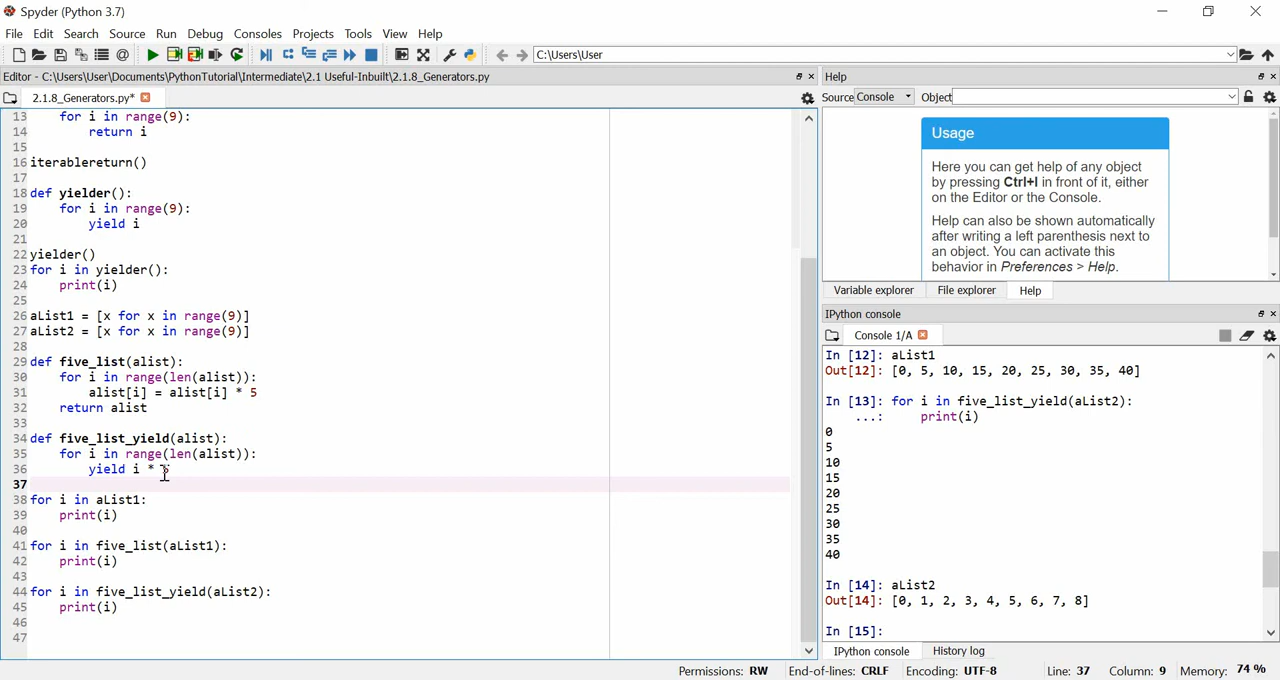 Spyder (Python 3.7)
File Edit Search Source Run Debug Consoles Projects Tools View Help
C:\Users\User
Editor - C:\Users\User\Documents\PythonTutorial\Intermediate\2.1 Useful-Inbuilt\2.1.8_Generators.py
2.1.8_Generators.py*
13 for i in range(9):
14 return i
15
16 iterablereturn()
17
18 def yielder():
19 for i in range(9):
20 yield i
21
22 yielder()
23 for i in yielder():
24 print(i)
25
26 aList1 = [x for x in range(9)]
27 aList2 = [x for x in range(9)]
28
29 def five_list(alist):
30 for i in range(len(alist)):
31 alist[i] = alist[i] * 5
32 return alist
33
34 def five_list_yield(alist):
35 for i in range(len(alist)):
36 yield i *
37
38 for i in aList1:
39 print(i)
40
41 for i in five_list(aList1):
42 print(i)
43
44 for i in five_list_yield(aList2):
45 print(i)
46
47
Help
Source Console Object
Usage
Here you can get help of any object
by pressing Ctrl+I in front of it, either
on the Editor or the Console.
Help can also be shown automatically
after writing a left parenthesis next to
an object. You can activate this
behavior in Preferences > Help.
Variable explorer File explorer Help
IPython console
Console 1/A
In [12]: aList1
Out[12]: [0, 5, 10, 15, 20, 25, 30, 35, 40]
In [13]: for i in five_list_yield(aList2):
...: print(i)
0
5
10
15
20
25
30
35
40
In [14]: aList2
Out[14]: [0, 1, 2, 3, 4, 5, 6, 7, 8]
In [15]:
IPython console History log
Permissions: RW End-of-lines: CRLF Encoding: UTF-8 Line: 37 Column: 9 Memory: 74 %